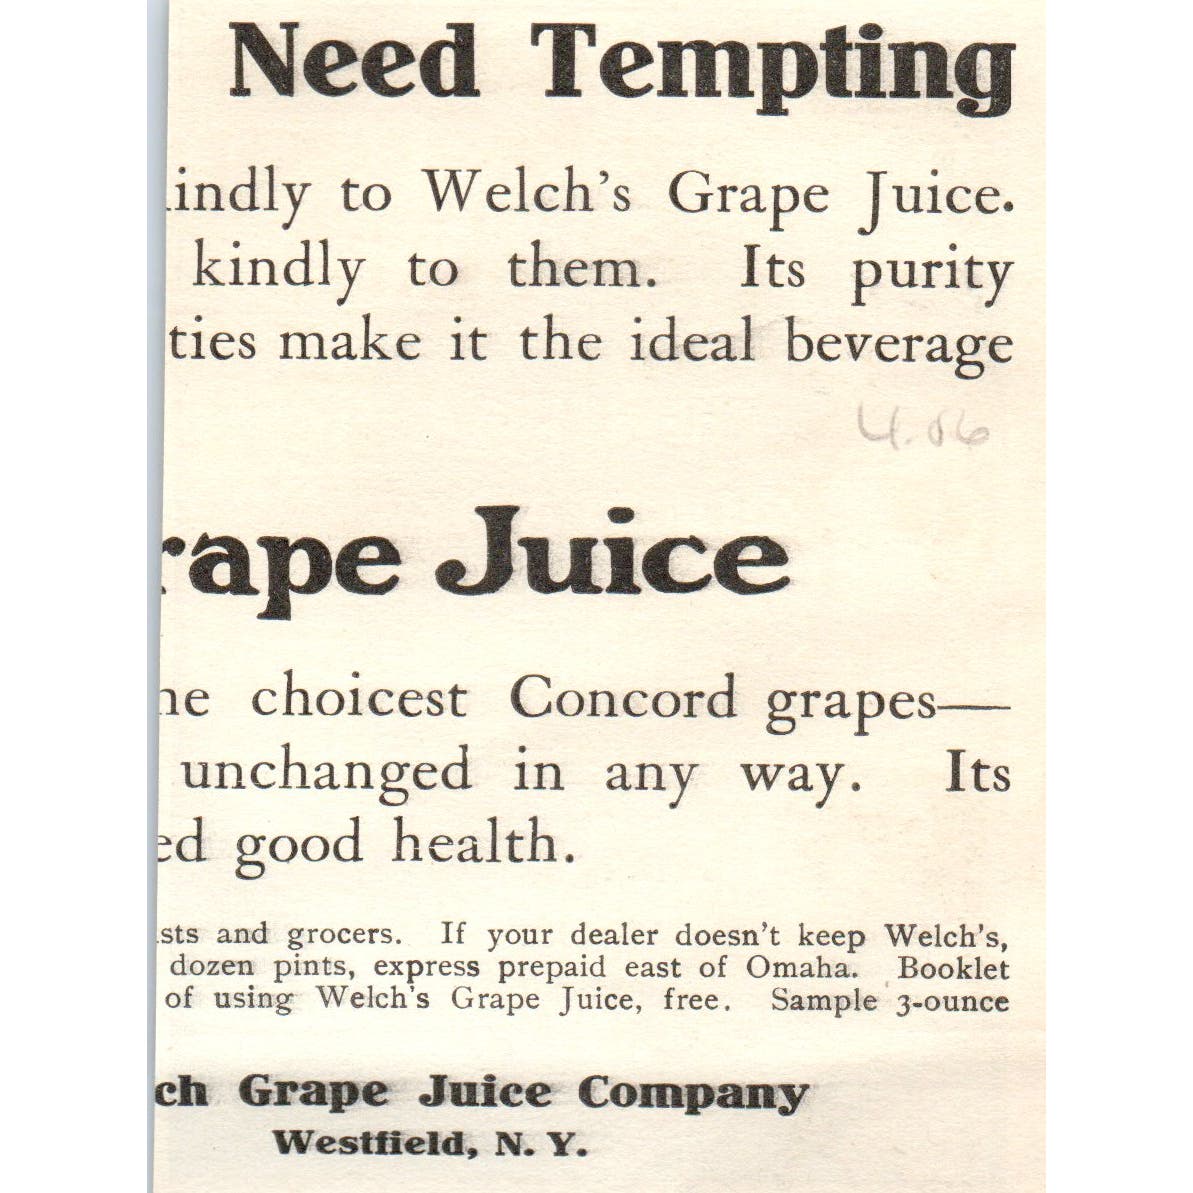 Need Tempting
indly to Welch's Grape Juice.
kindly to them. Its purity
ties make it the ideal beverage
4.06
rape Juice
he choicest Concord grapes—
unchanged in any way. Its
ed good health.
sts and grocers. If your dealer doesn't keep Welch's,
dozen pints, express prepaid east of Omaha. Booklet
of using Welch's Grape Juice, free. Sample 3-ounce
ch Grape Juice Company
Westfield, N. Y.